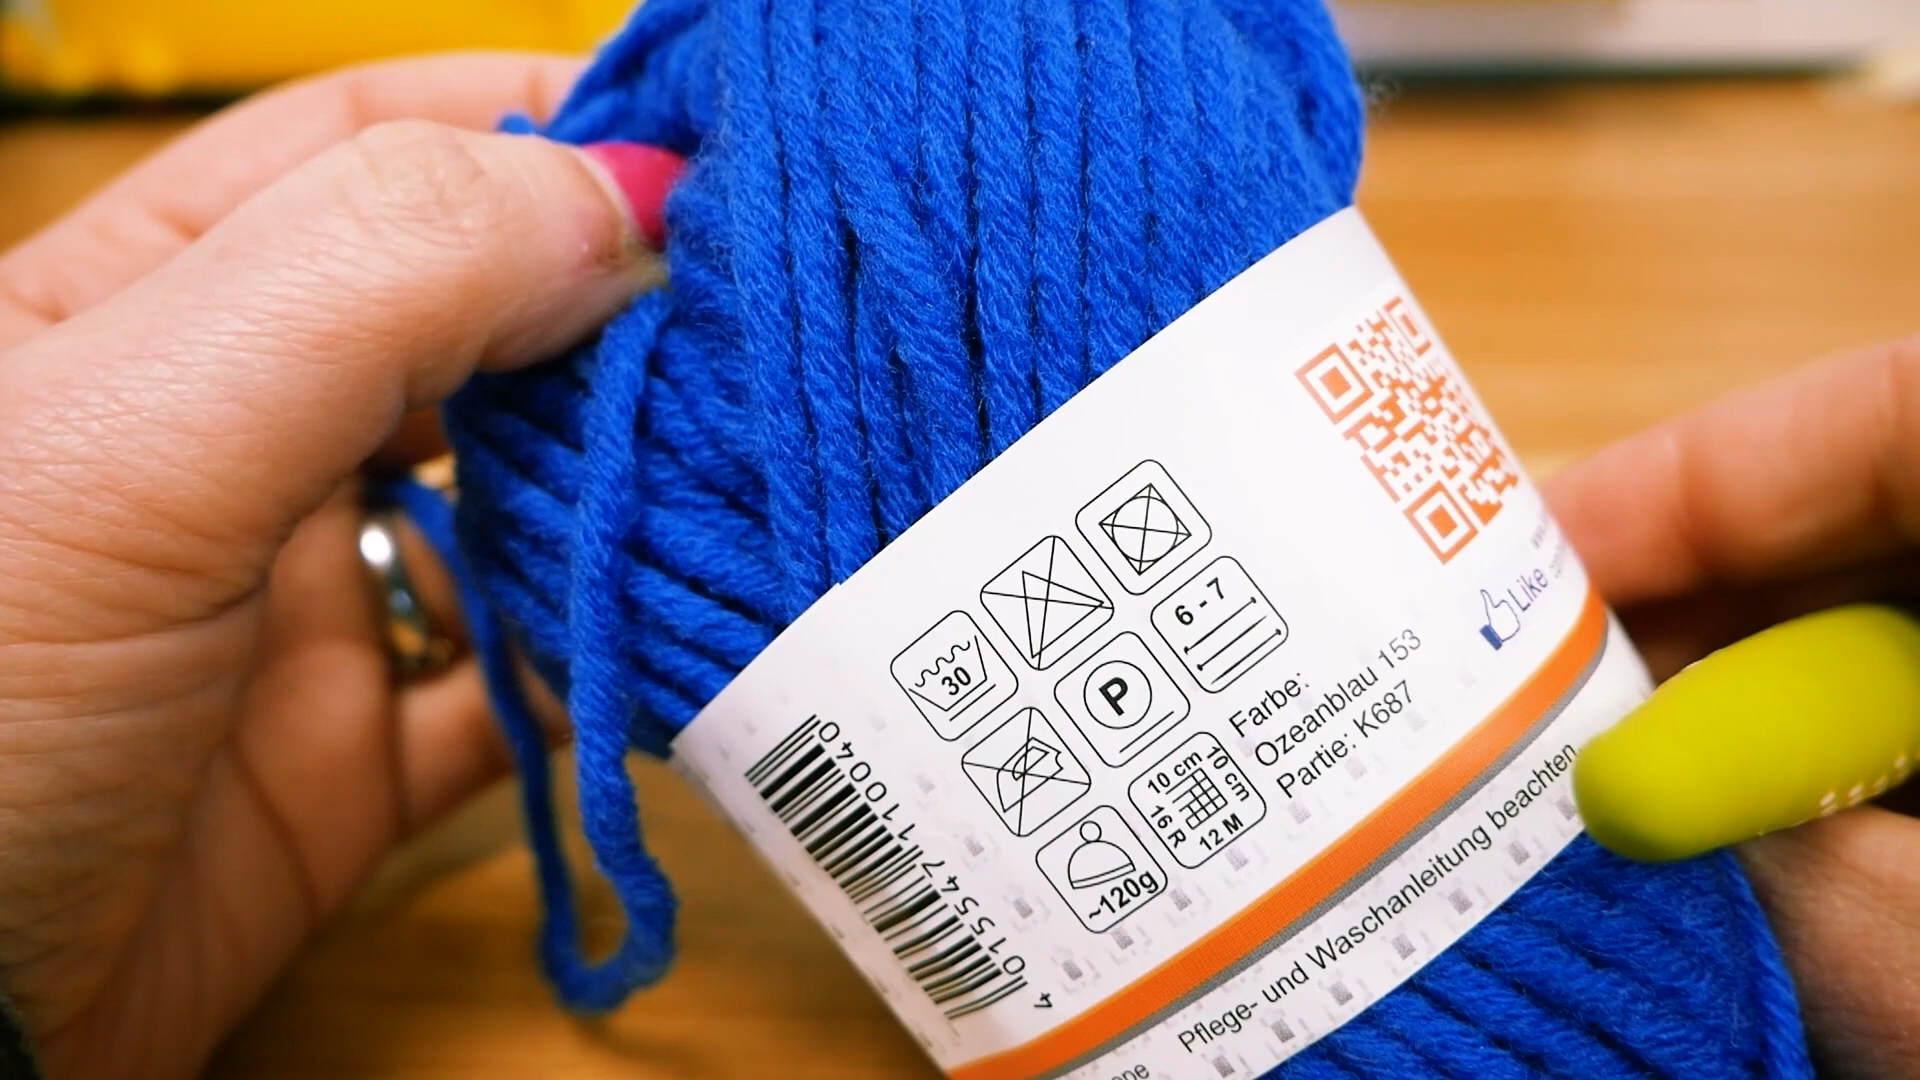 30
6 - 7
P
10 cm
10 cm
16 R
12 M
~120g
Farbe:
Ozeanblau 153
Partie: K687
Like
4 015547 110040
Pflege- und Waschanleitung beachten